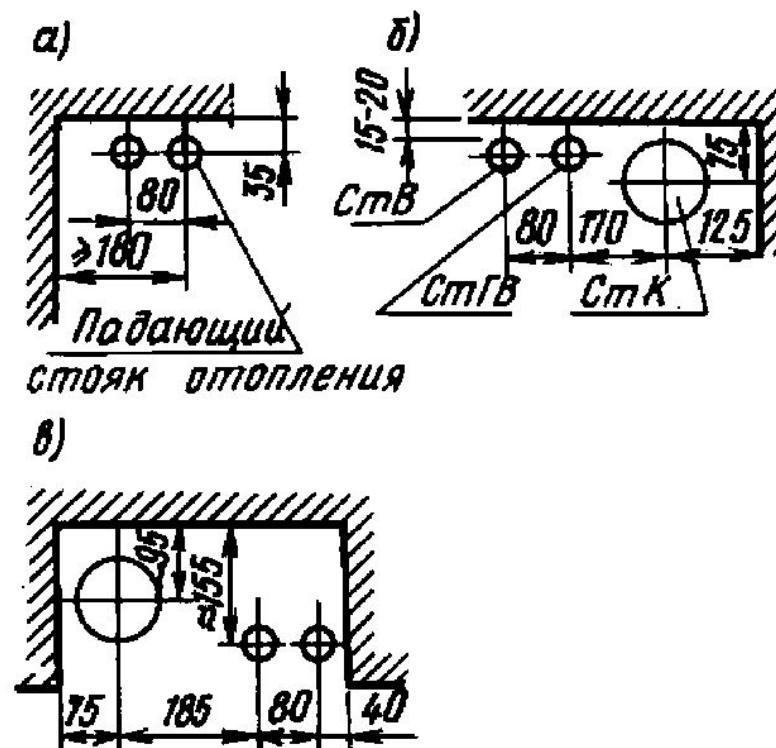 а)
35
80
≥180
Подающий
стояк отопления
б)
15-20
75
СтВ
80 110 125
СтГВ СтК
в)
95
≈155
75 185 80 40